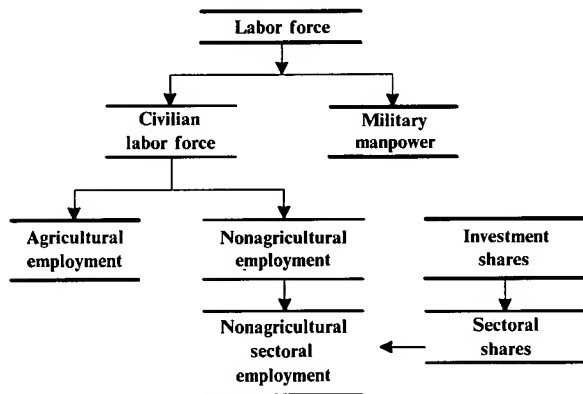 Labor force
Civilian
labor force
Military
manpower
Agricultural
employment
Nonagricultural
employment
Investment
shares
Nonagricultural
sectoral
employment
Sectoral
shares